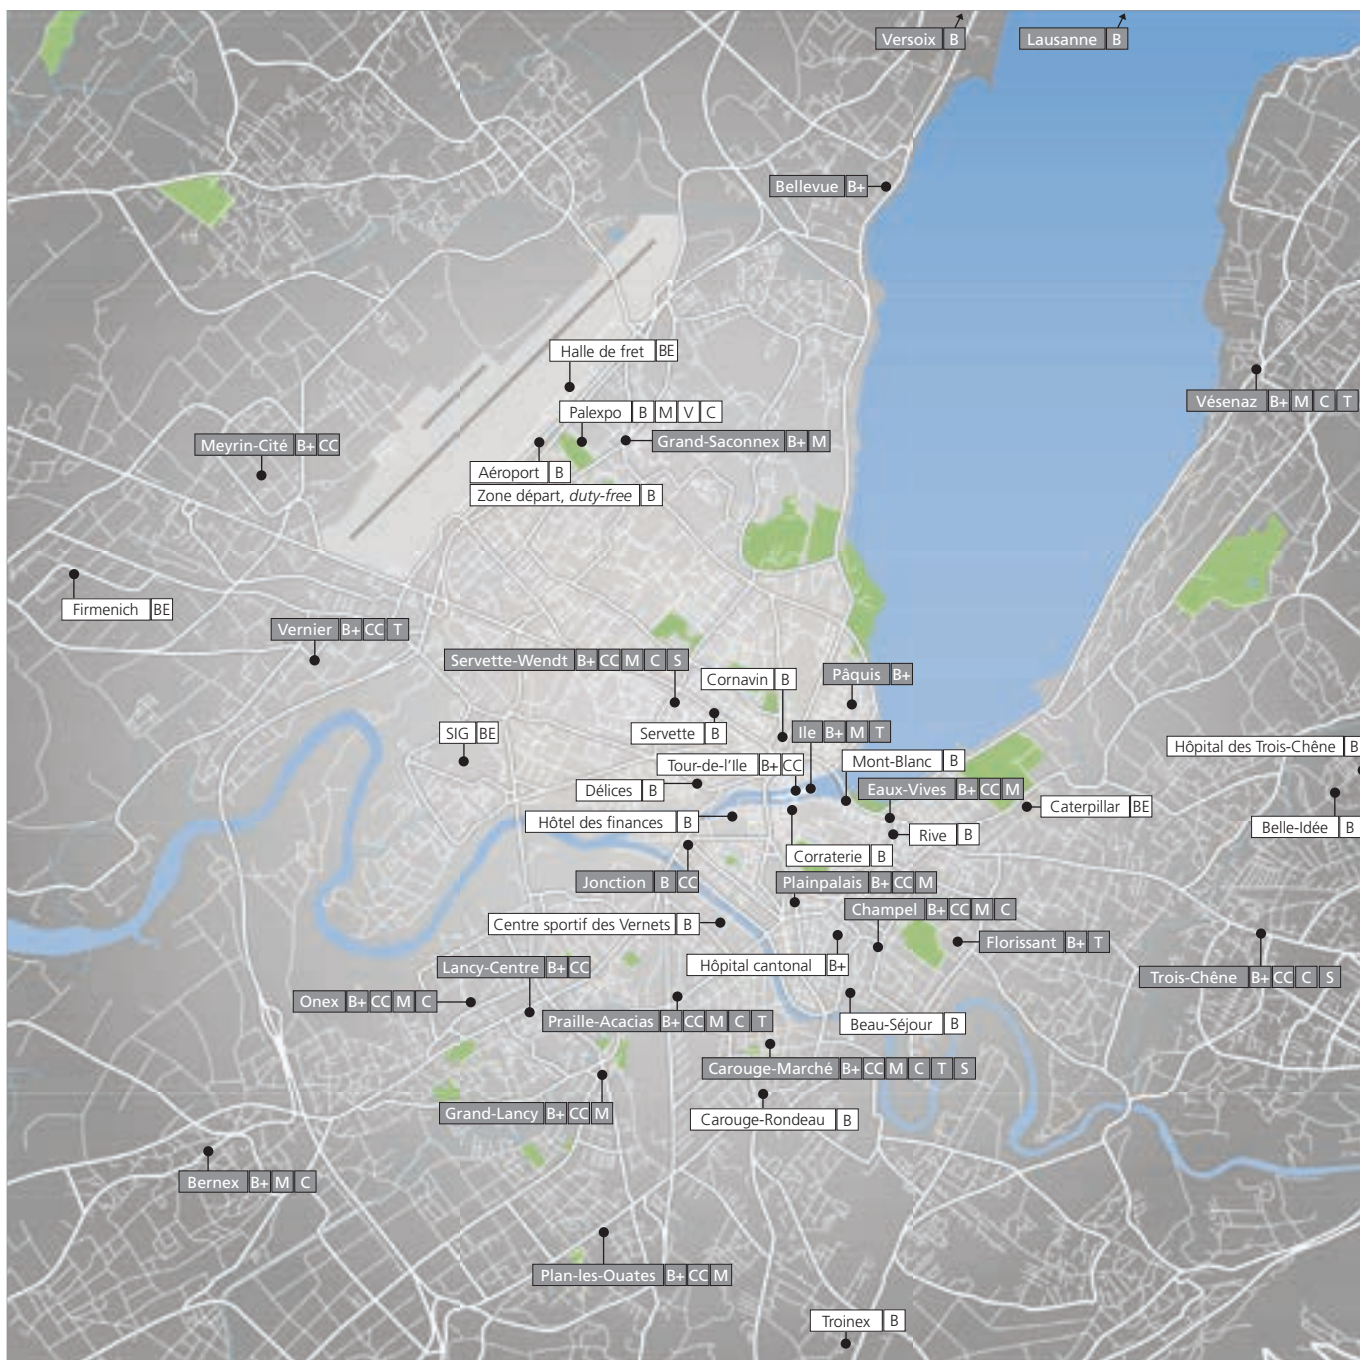 Versoix B
Lausanne B
Bellevue B+
Halle de fret BE
Vésenaz B+ M C T
Palexpo B M V C
Grand-Saconnex B+ M
Meyrin-Cité B+ CC
Aéroport B
Zone départ, duty-free B
Firmenich BE
Vernier B+ CC T
Servette-Wendt B+ CC M C S
Cornavin B
Pâquis B+
SIG BE
Servette B
Ile B+ M T
Hôpital des Trois-Chêne B
Tour-de-l'Ile B+ CC
Mont-Blanc B
Délices B
Eaux-Vives B+ CC M
Caterpillar BE
Hôtel des finances B
Belle-Idée B
Rive B
Corraterie B
Jonction B CC
Plainpalais B+ CC M
Champel B+ CC M C
Centre sportif des Vernets B
Florissant B+ T
Lancy-Centre B+ CC
Hôpital cantonal B+
Trois-Chêne B+ CC C S
Onex B+ CC M C
Praille-Acacias B+ CC M C T
Beau-Séjour B
Carouge-Marché B+ CC M C T S
Grand-Lancy B+ CC M
Carouge-Rondeau B
Bernex B+ M C
Plan-les-Ouates B+ CC M
Troinex B